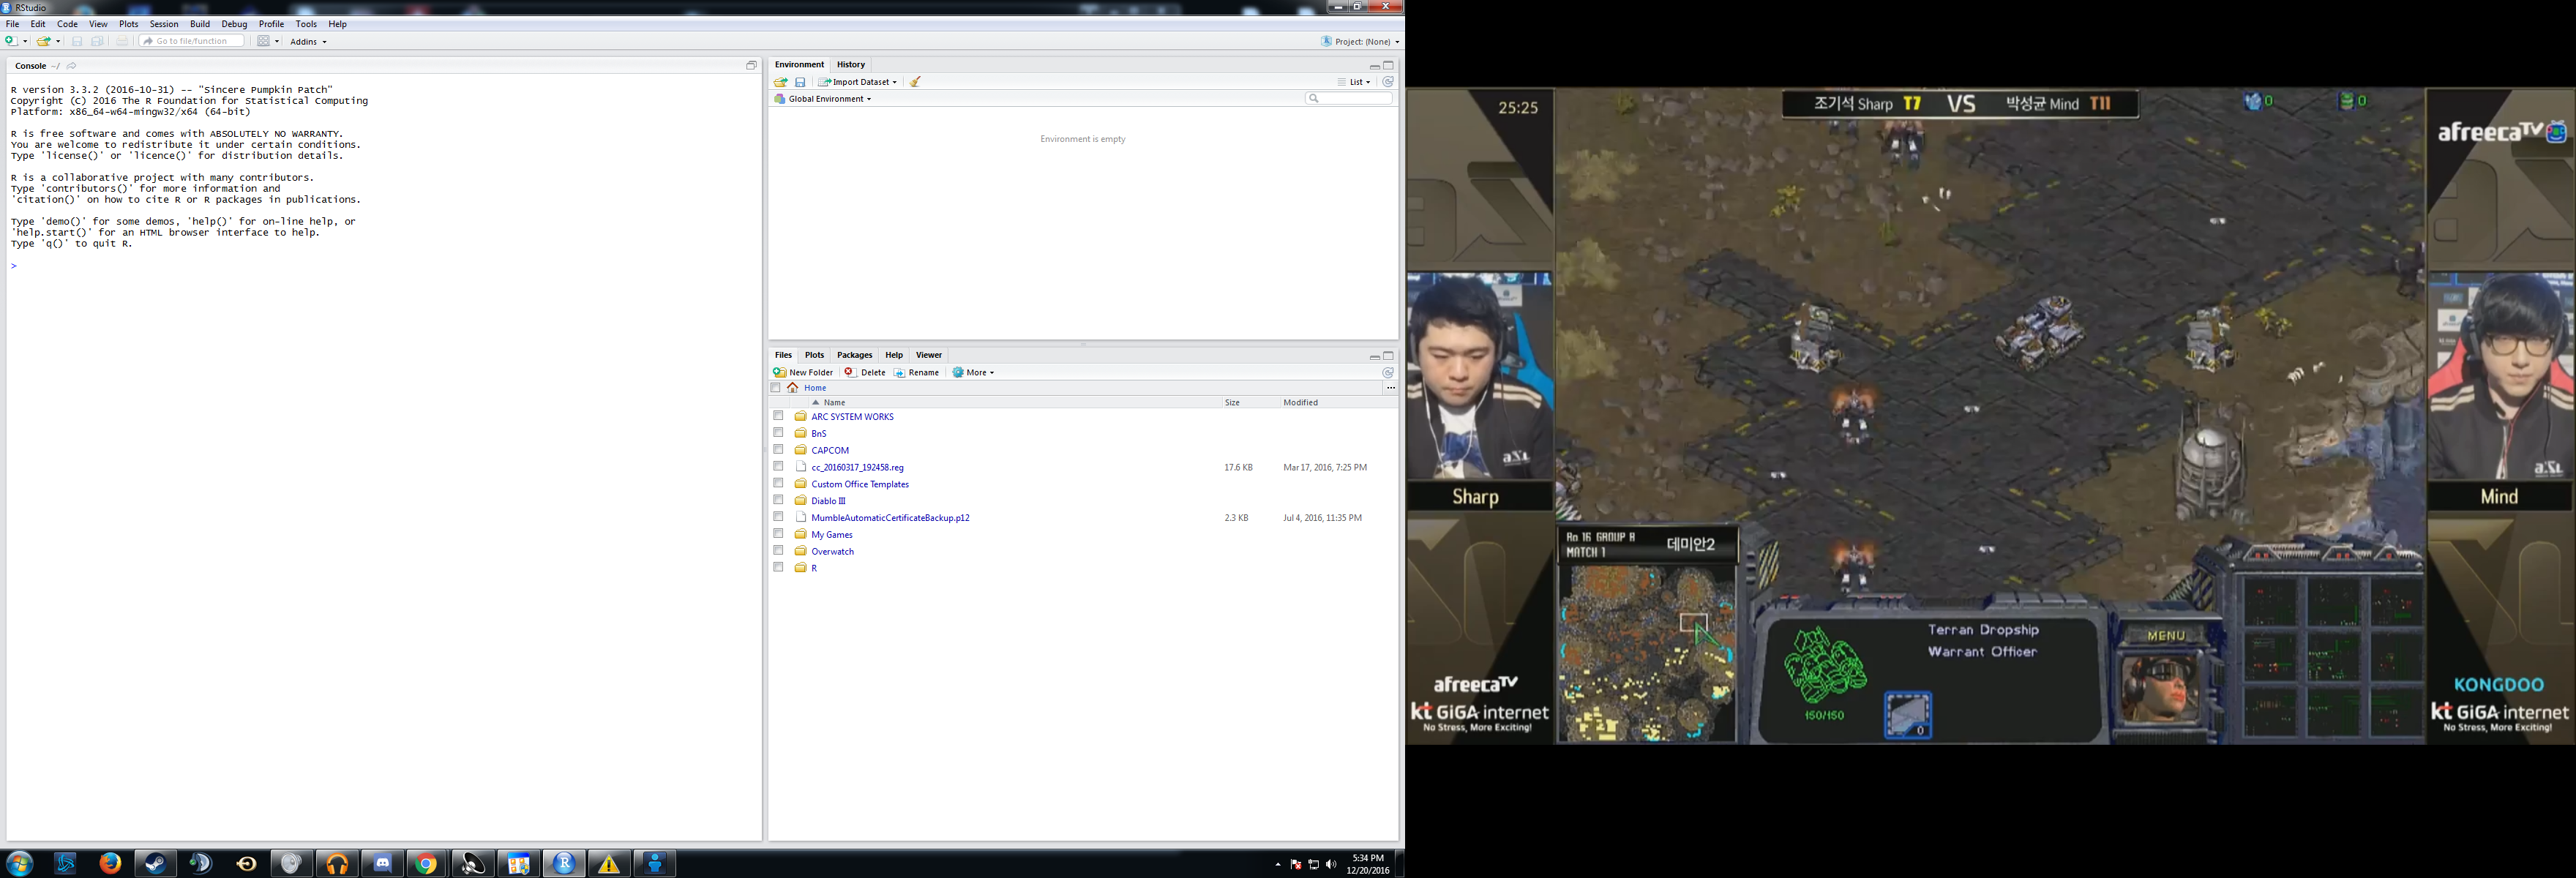 RStudio
File Edit Code View Plots Session Build Debug Profile Tools Help
Go to file/function
Addins
Project: (None)
Console ~/
R version 3.3.2 (2016-10-31) -- "Sincere Pumpkin Patch"
Copyright (C) 2016 The R Foundation for Statistical Computing
Platform: x86_64-w64-mingw32/x64 (64-bit)
R is free software and comes with ABSOLUTELY NO WARRANTY.
You are welcome to redistribute it under certain conditions.
Type 'license()' or 'licence()' for distribution details.
R is a collaborative project with many contributors.
Type 'contributors()' for more information and
'citation()' on how to cite R or R packages in publications.
Type 'demo()' for some demos, 'help()' for on-line help, or
'help.start()' for an HTML browser interface to help.
Type 'q()' to quit R.
>
Environment History
Import Dataset
List
Global Environment
Environment is empty
Files Plots Packages Help Viewer
New Folder Delete Rename More
Home
Name Size Modified
ARC SYSTEM WORKS
BnS
CAPCOM
cc_20160317_192458.reg 17.6 KB Mar 17, 2016, 7:25 PM
Custom Office Templates
Diablo III
MumbleAutomaticCertificateBackup.p12 2.3 KB Jul 4, 2016, 11:35 PM
My Games
Overwatch
R
5:34 PM
12/20/2016
25:25
조기석 Sharp T7 VS 박성균 Mind T11
0 0
afreecaTV
Sharp
Mind
Ro 16 GROUP B
MATCH 1
데미안2
Terran Dropship
Warrant Officer
150/150
0
MENU
afreecaTV
kt GiGA internet
No Stress, More Exciting!
KONGDOO
kt GiGA internet
No Stress, More Exciting!